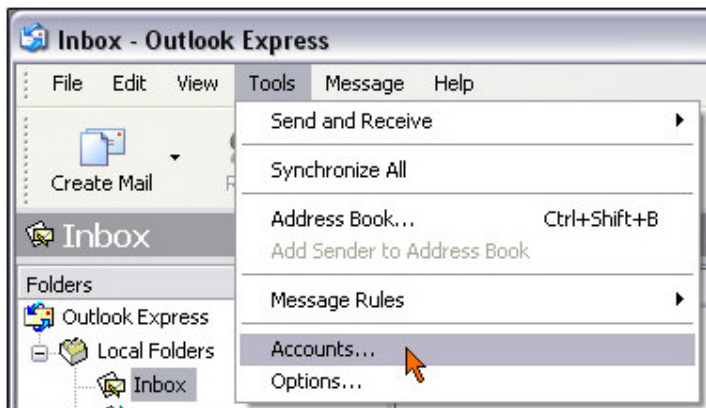 Inbox - Outlook Express
File Edit View Tools Message Help
Send and Receive
Create Mail
Synchronize All
Address Book... Ctrl+Shift+B
Inbox
Add Sender to Address Book
Folders
Message Rules
Outlook Express
Local Folders
Accounts...
Inbox
Options...